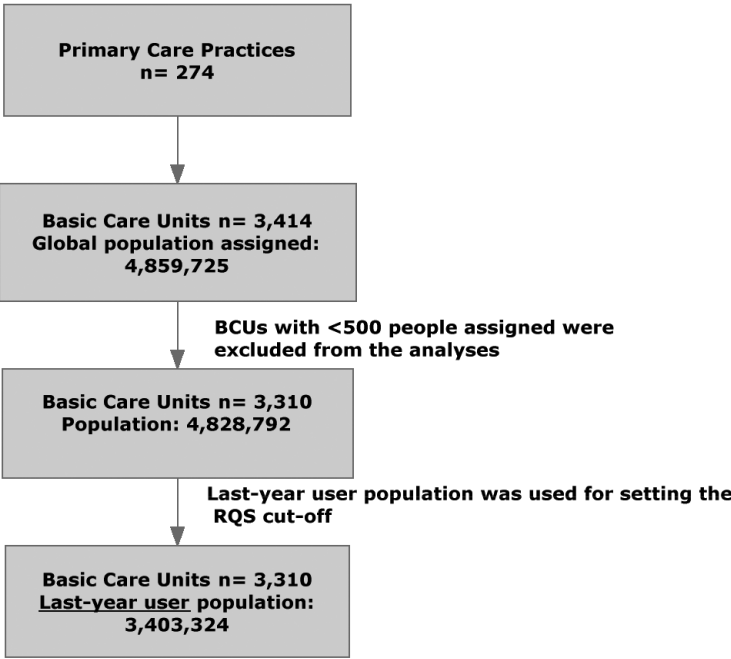 Primary Care Practices
n= 274
Basic Care Units n= 3,414
Global population assigned:
4,859,725
BCUs with <500 people assigned were
excluded from the analyses
Basic Care Units n= 3,310
Population: 4,828,792
Last-year user population was used for setting the
RQS cut-off
Basic Care Units n= 3,310
Last-year user population:
3,403,324